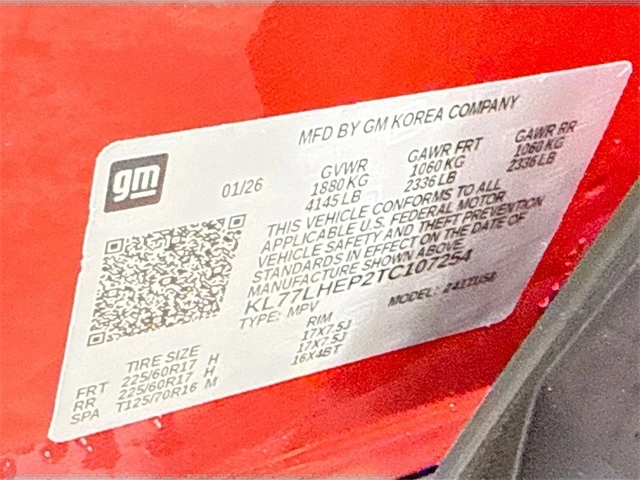 MFD BY GM KOREA COMPANY
gm
01/26
GVWR GAWR FRT GAWR RR
1880 KG 1060 KG 1060 KG
4145 LB 2336 LB 2336 LB
THIS VEHICLE CONFORMS TO ALL
APPLICABLE U.S. FEDERAL MOTOR
VEHICLE SAFETY AND THEFT PREVENTION
STANDARDS IN EFFECT ON THE DATE OF
MANUFACTURE SHOWN ABOVE.
KL77LHEP2TC107254
TYPE: MPV MODEL:
TIRE SIZE RIM
FRT 225/60R17 H 17X7.5J
RR 225/60R17 H 17X7.5J
SPA T125/70R16 M 16X4BT